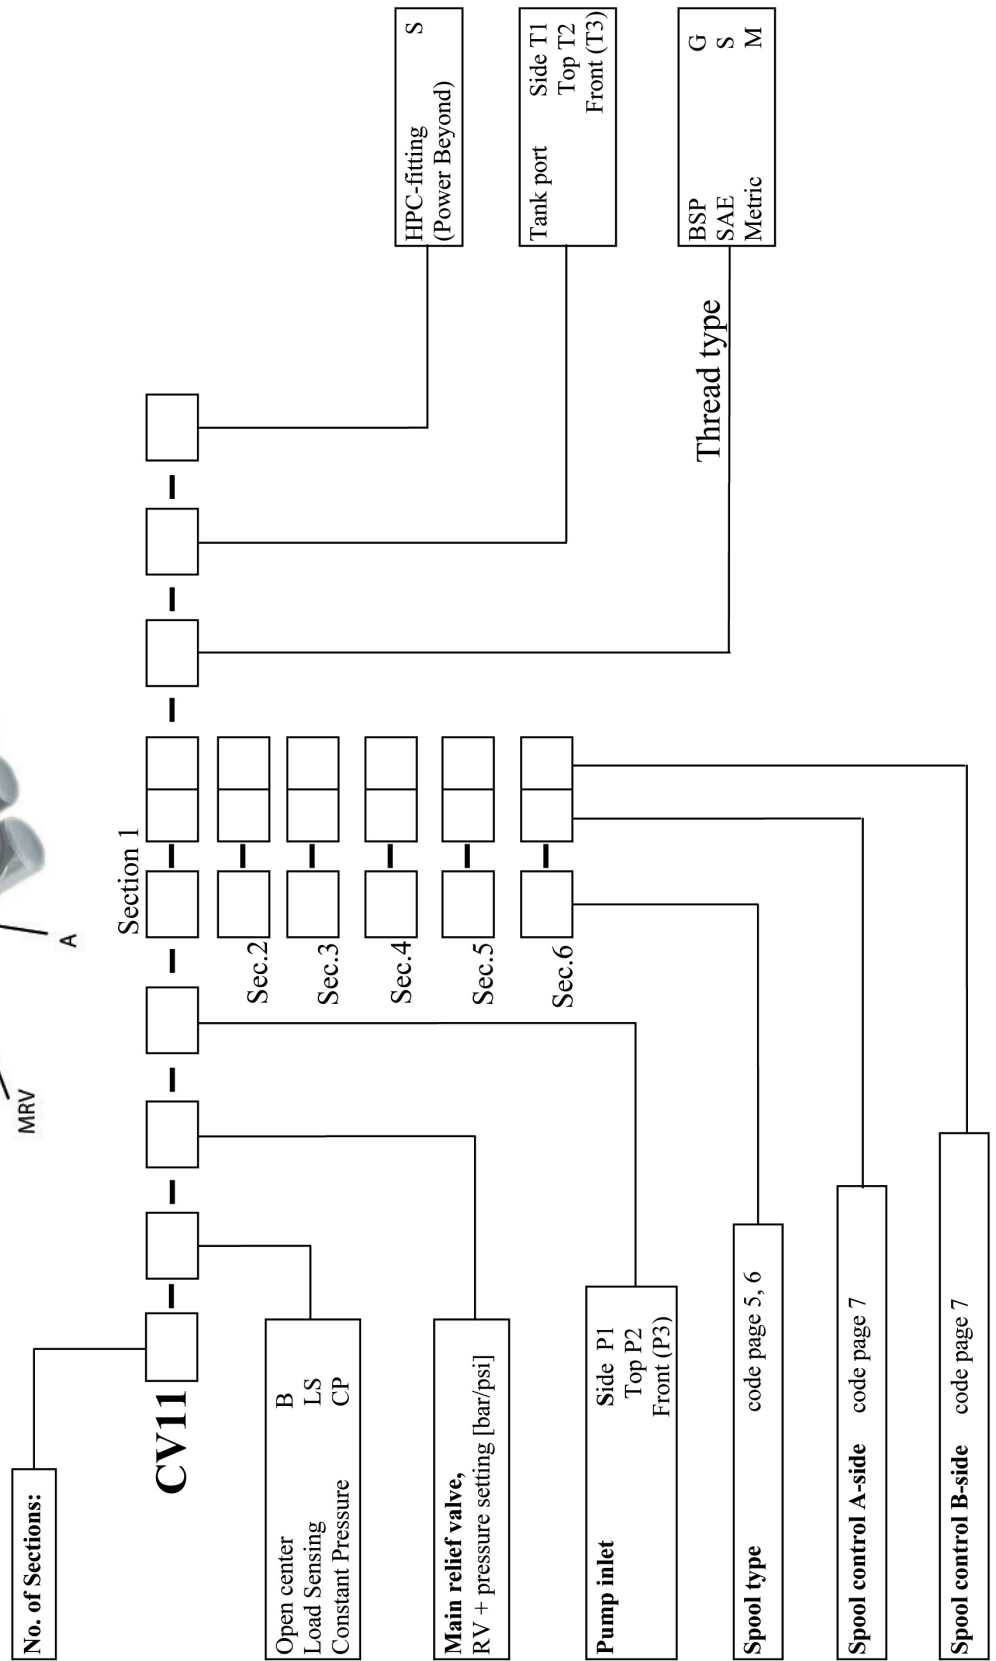 MRV
A
No. of Sections:
CV11
Section 1
Sec.2
Sec.3
Sec.4
Sec.5
Sec.6
Open center B
Load Sensing LS
Constant Pressure CP
Main relief valve,
RV + pressure setting [bar/psi]
Pump inlet Side P1
Top P2
Front (P3)
Spool type code page 5, 6
Spool control A-side code page 7
Spool control B-side code page 7
HPC-fitting S
(Power Beyond)
Tank port Side T1
Top T2
Front (T3)
Thread type
BSP G
SAE S
Metric M